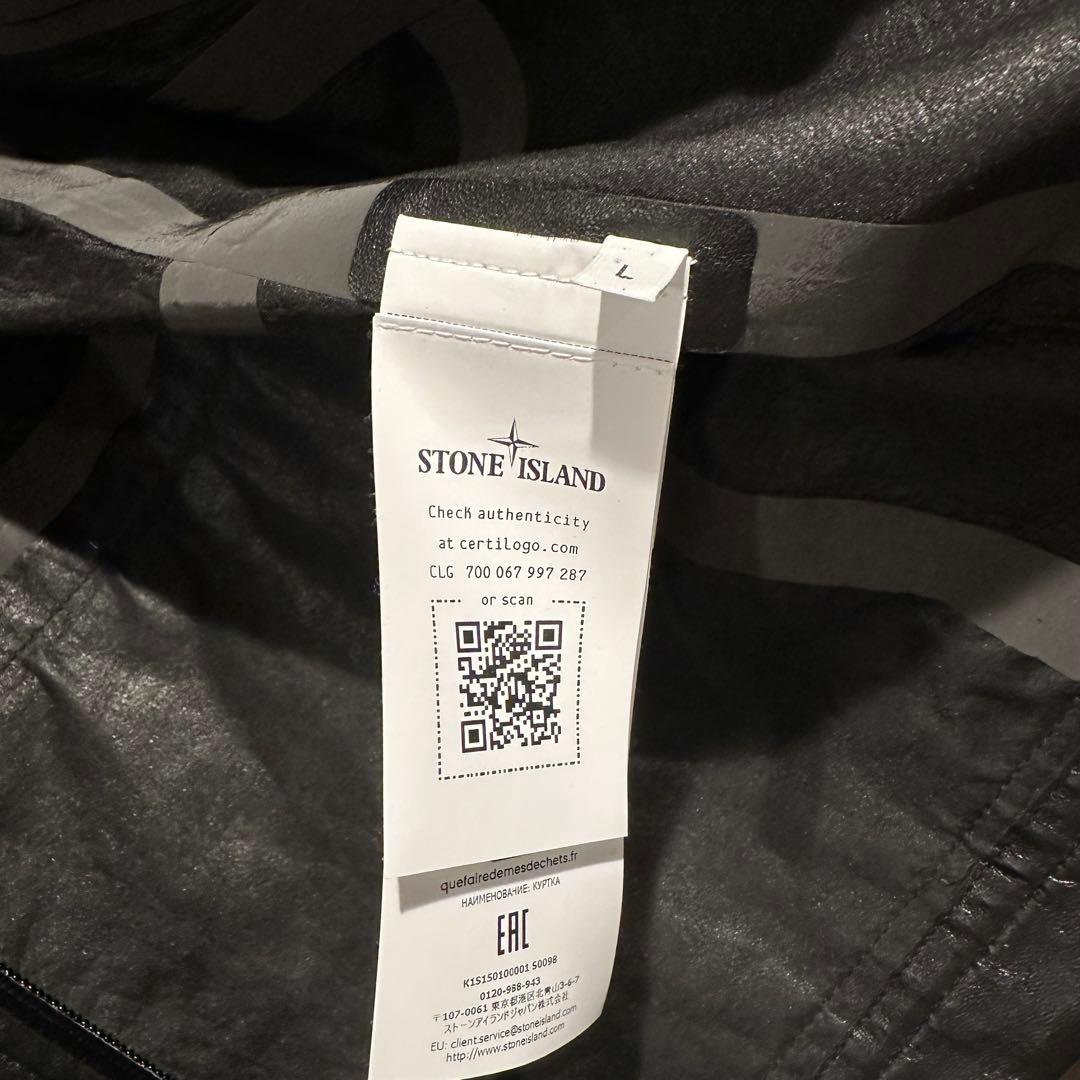 L
STONE ISLAND
Check authenticity
at certilogo.com
CLG 700 067 997 287
or scan
quefairedemesdechets.fr
НАИМЕНОВАНИЕ: КУРТКА
EAC
K1S150100001 S0098
0120-988-943
〒107-0061 東京都港区北青山3-6-7
ストーンアイランドジャパン株式会社
EU: client.service@stoneisland.com
http://www.stoneisland.com